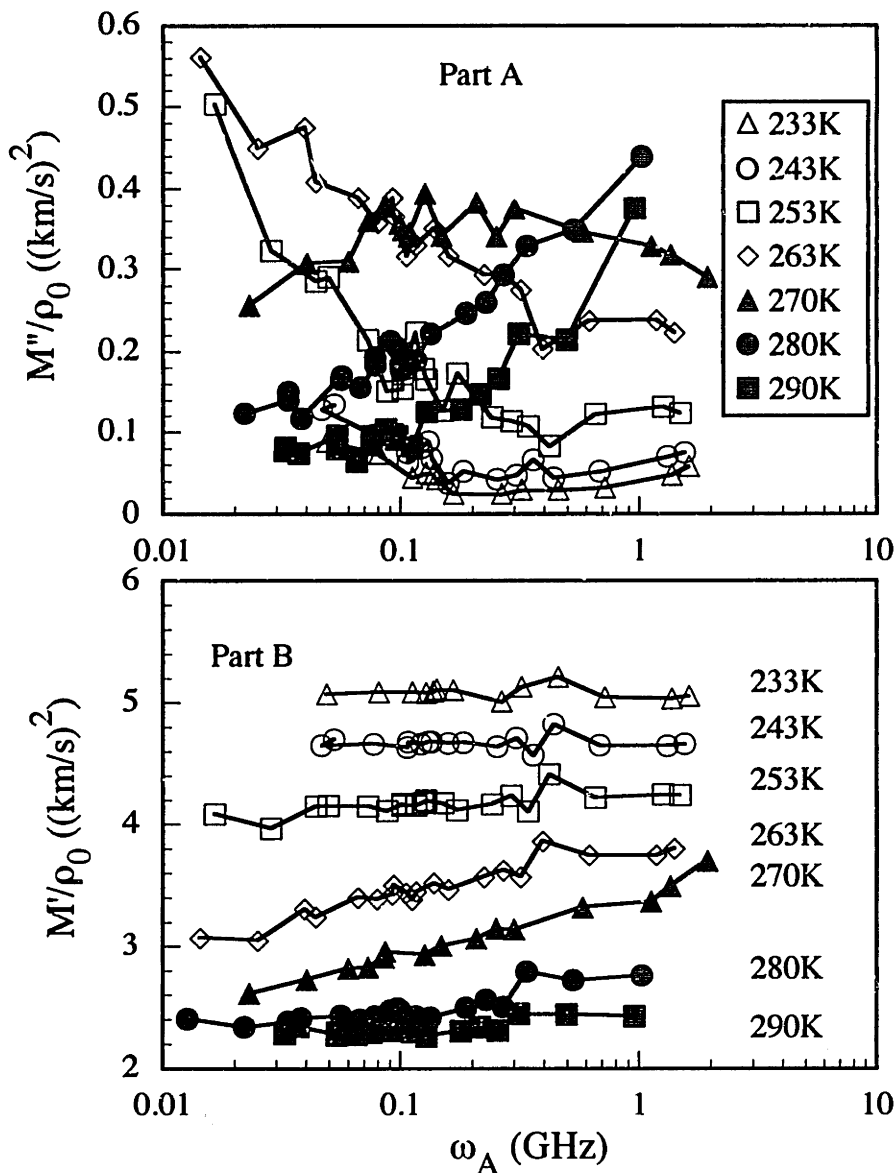 0.6
Part A
0.5
0.4
0.3
0.2
0.1
0
M''/ρ₀ ((km/s)²)
233K
243K
253K
263K
270K
280K
290K
0.01
0.1
1
10
6
Part B
5
4
3
2
M'/ρ₀ ((km/s)²)
233K
243K
253K
263K
270K
280K
290K
0.01
0.1
1
10
ω_A (GHz)